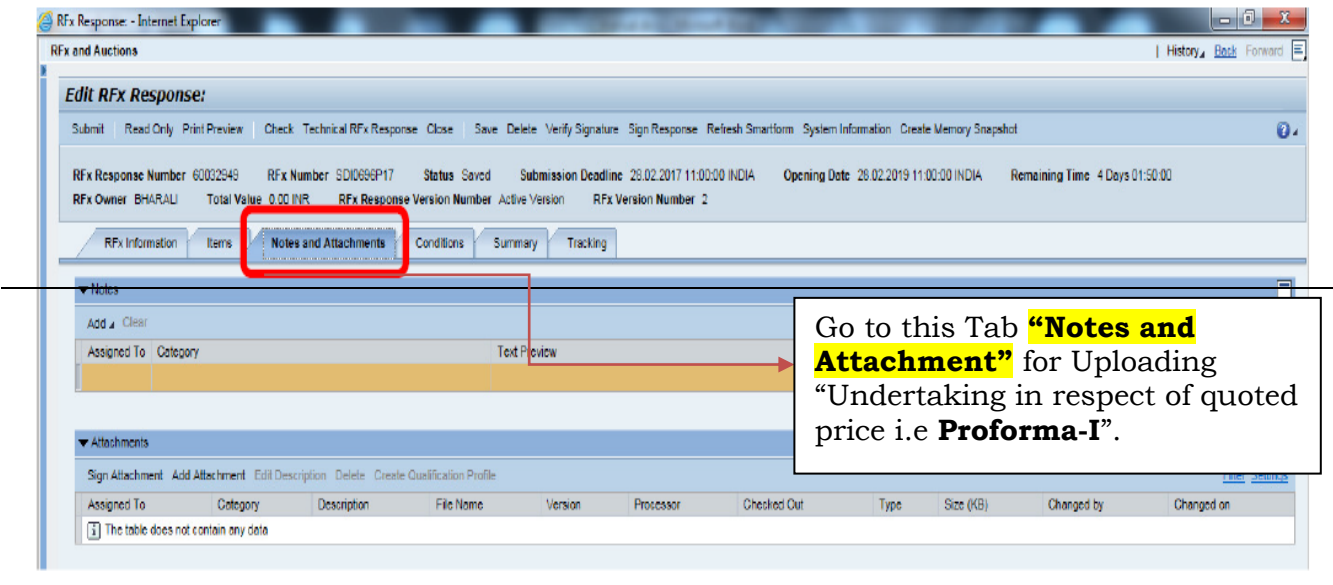 RFx Response: - Internet Explorer
RFx and Auctions
History Back Forward
Edit RFx Response:
Submit Read Only Print Preview Check Technical RFx Response Close Save Delete Verify Signature Sign Response Refresh Smartform System Information Create Memory Snapshot
RFx Response Number 60032949 RFx Number SDI0696P17 Status Saved Submission Deadline 28.02.2017 11:00:00 INDIA Opening Date 28.02.2019 11:00:00 INDIA Remaining Time 4 Days 01:50:00
RFx Owner BHARALI Total Value 0.00 INR RFx Response Version Number Active Version RFx Version Number 2
RFx Information Items Notes and Attachments Conditions Summary Tracking
Notes
Add Clear
Assigned To Category Text Preview
Go to this Tab “Notes and
Attachment” for Uploading
“Undertaking in respect of quoted
price i.e Proforma-I”.
Attachments
Sign Attachment Add Attachment Edit Description Delete Create Qualification Profile Filter Settings
Assigned To Category Description File Name Version Processor Checked Out Type Size (KB) Changed by Changed on
The table does not contain any data